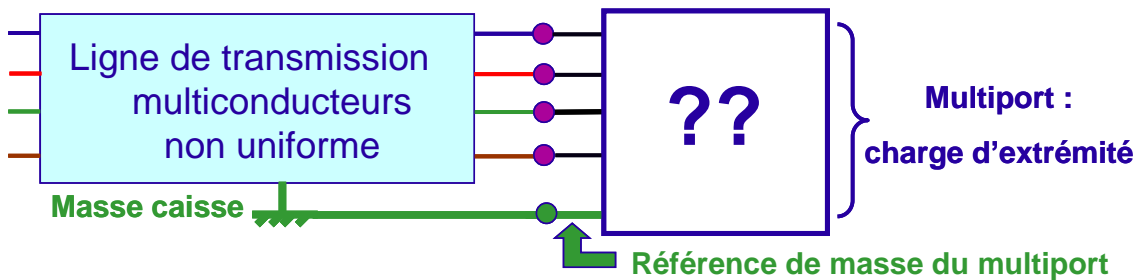 Ligne de transmission
multiconducteurs
non uniforme
??
Multiport :
charge d'extrémité
Masse caisse
Référence de masse du multiport